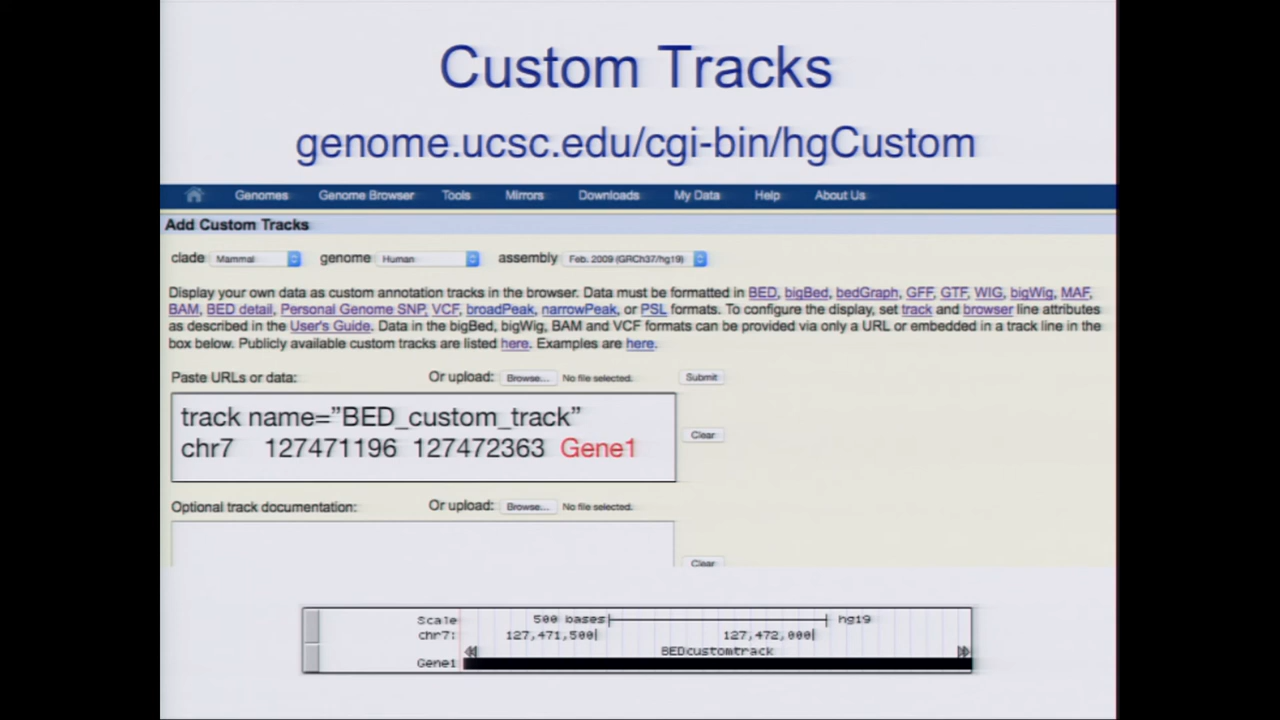 Custom Tracks
genome.ucsc.edu/cgi-bin/hgCustom
Genomes Genome Browser Tools Mirrors Downloads My Data Help About Us
Add Custom Tracks
clade Mammal genome Human assembly Feb. 2009 (GRCh37/hg19)
Display your own data as custom annotation tracks in the browser. Data must be formatted in BED, bigBed, bedGraph, GFF, GTF, WIG, bigWig, MAF,
BAM, BED detail, Personal Genome SNP, VCF, broadPeak, narrowPeak, or PSL formats. To configure the display, set track and browser line attributes
as described in the User's Guide. Data in the bigBed, bigWig, BAM and VCF formats can be provided via only a URL or embedded in a track line in the
box below. Publicly available custom tracks are listed here. Examples are here.
Paste URLs or data: Or upload: Browse... No file selected. Submit
track name=”BED_custom_track”
chr7 127471196 127472363 Gene1
Clear
Optional track documentation: Or upload: Browse... No file selected.
Clear
Scale 500 bases hg19
chr7: 127,471,500| 127,472,000|
BEDcustomtrack
Gene1